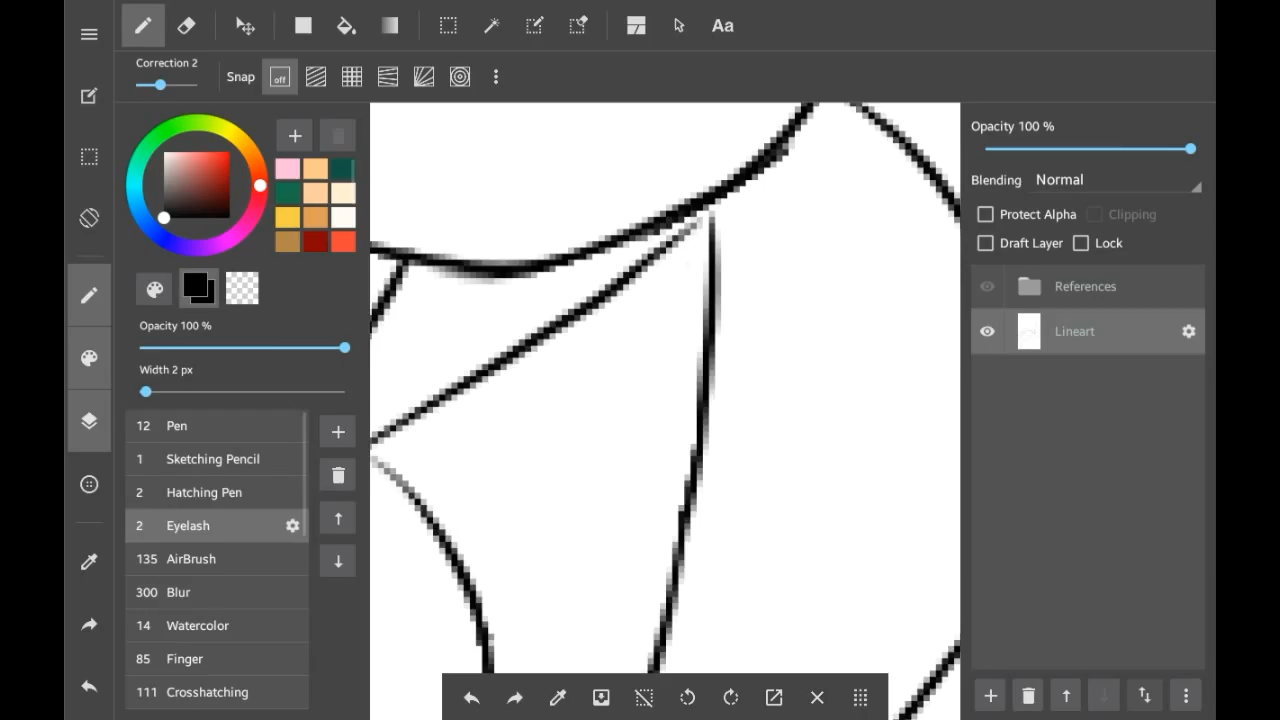 Aa
Correction 2
Snap
off
Opacity 100 %
Width 2 px
12 Pen
1 Sketching Pencil
2 Hatching Pen
2 Eyelash
135 AirBrush
300 Blur
14 Watercolor
85 Finger
111 Crosshatching
Opacity 100 %
Blending Normal
Protect Alpha Clipping
Draft Layer Lock
References
Lineart